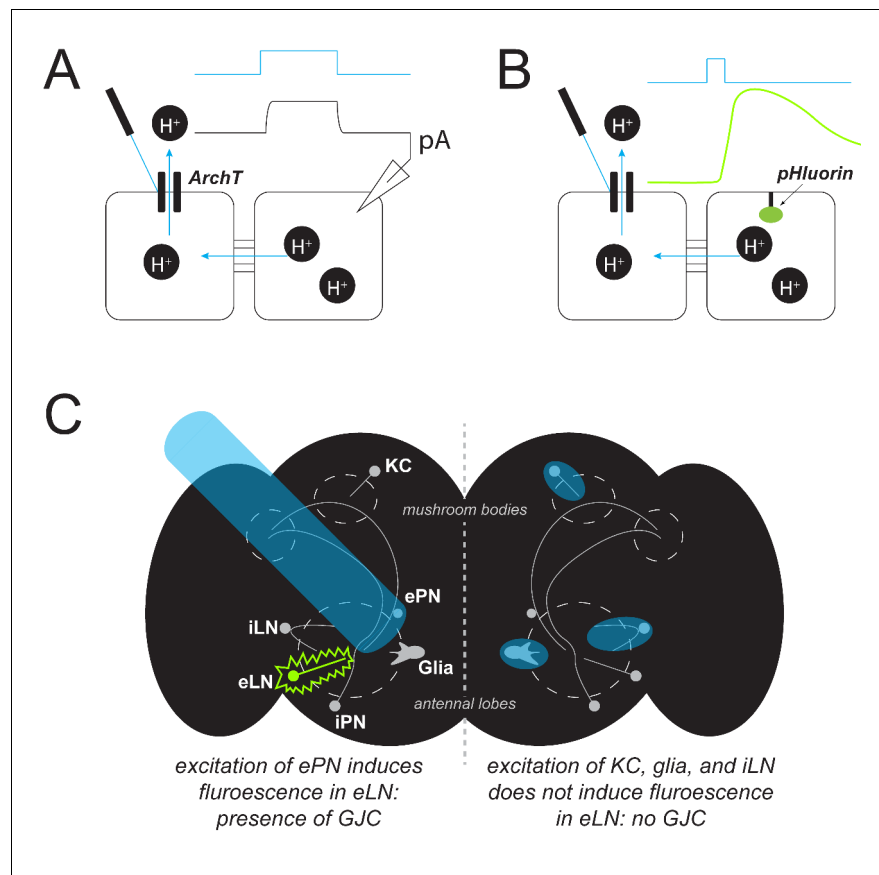 A
H⁺
ArchT
pA
H⁺
H⁺
H⁺
B
H⁺
pHluorin
H⁺
H⁺
H⁺
C
KC
mushroom bodies
ePN
iLN
Glia
eLN
antennal lobes
iPN
excitation of ePN induces
fluroescence in eLN:
presence of GJC
excitation of KC, glia, and iLN
does not induce fluroescence
in eLN: no GJC